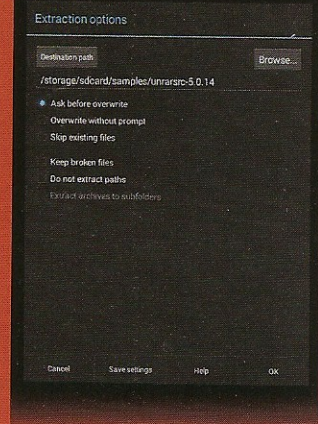 Extraction options
Destination path
Browse...
/storage/sdcard/samples/unrarsrc-5.0.14
Ask before overwrite
Overwrite without prompt
Skip existing files
Keep broken files
Do not extract paths
Extract archives to subfolders
Cancel Save settings Help OK